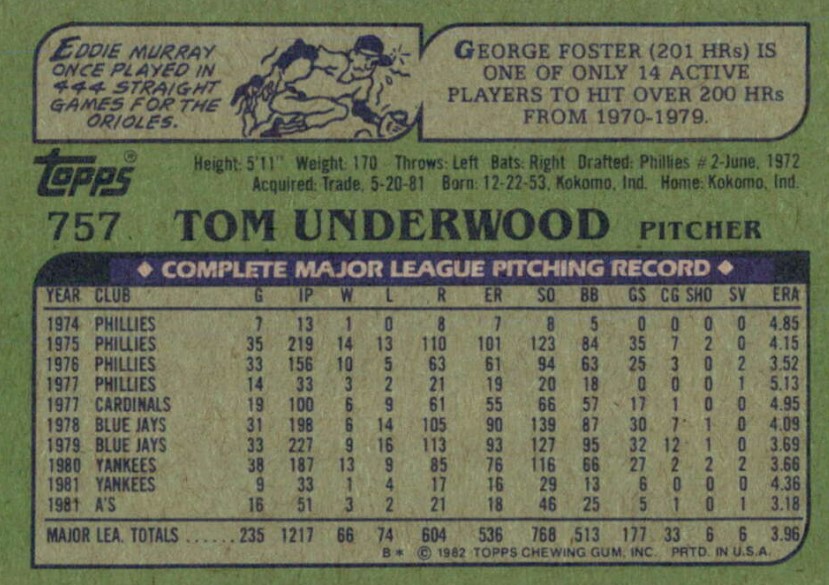 EDDIE MURRAY
ONCE PLAYED IN
444 STRAIGHT
GAMES FOR THE
ORIOLES.
GEORGE FOSTER (201 HRs) IS
ONE OF ONLY 14 ACTIVE
PLAYERS TO HIT OVER 200 HRs
FROM 1970-1979.
Topps®
Height: 5'11" Weight: 170 Throws: Left Bats: Right Drafted: Phillies #2-June, 1972
Acquired: Trade, 5-20-81 Born: 12-22-53, Kokomo, Ind. Home: Kokomo, Ind.
757 TOM UNDERWOOD PITCHER
◆ COMPLETE MAJOR LEAGUE PITCHING RECORD ◆
YEAR CLUB G IP W L R ER SO BB GS CG SHO SV ERA
1974 PHILLIES 7 13 1 0 8 7 8 5 0 0 0 0 4.85
1975 PHILLIES 35 219 14 13 110 101 123 84 35 7 2 0 4.15
1976 PHILLIES 33 156 10 5 63 61 94 63 25 3 0 2 3.52
1977 PHILLIES 14 33 3 2 21 19 20 18 0 0 0 1 5.13
1977 CARDINALS 19 100 6 9 61 55 66 57 17 1 0 0 4.95
1978 BLUE JAYS 31 198 6 14 105 90 139 87 30 7 1 0 4.09
1979 BLUE JAYS 33 227 9 16 113 93 127 95 32 12 1 0 3.69
1980 YANKEES 38 187 13 9 85 76 116 66 27 2 2 2 3.66
1981 YANKEES 9 33 1 4 17 16 29 13 6 0 0 0 4.36
1981 A'S 16 51 3 2 21 18 46 25 5 1 0 1 3.18
MAJOR LEA. TOTALS ...... 235 1217 66 74 604 536 768 513 177 33 6 6 3.96
B* © 1982 TOPPS CHEWING GUM, INC. PRTD. IN U.S.A.